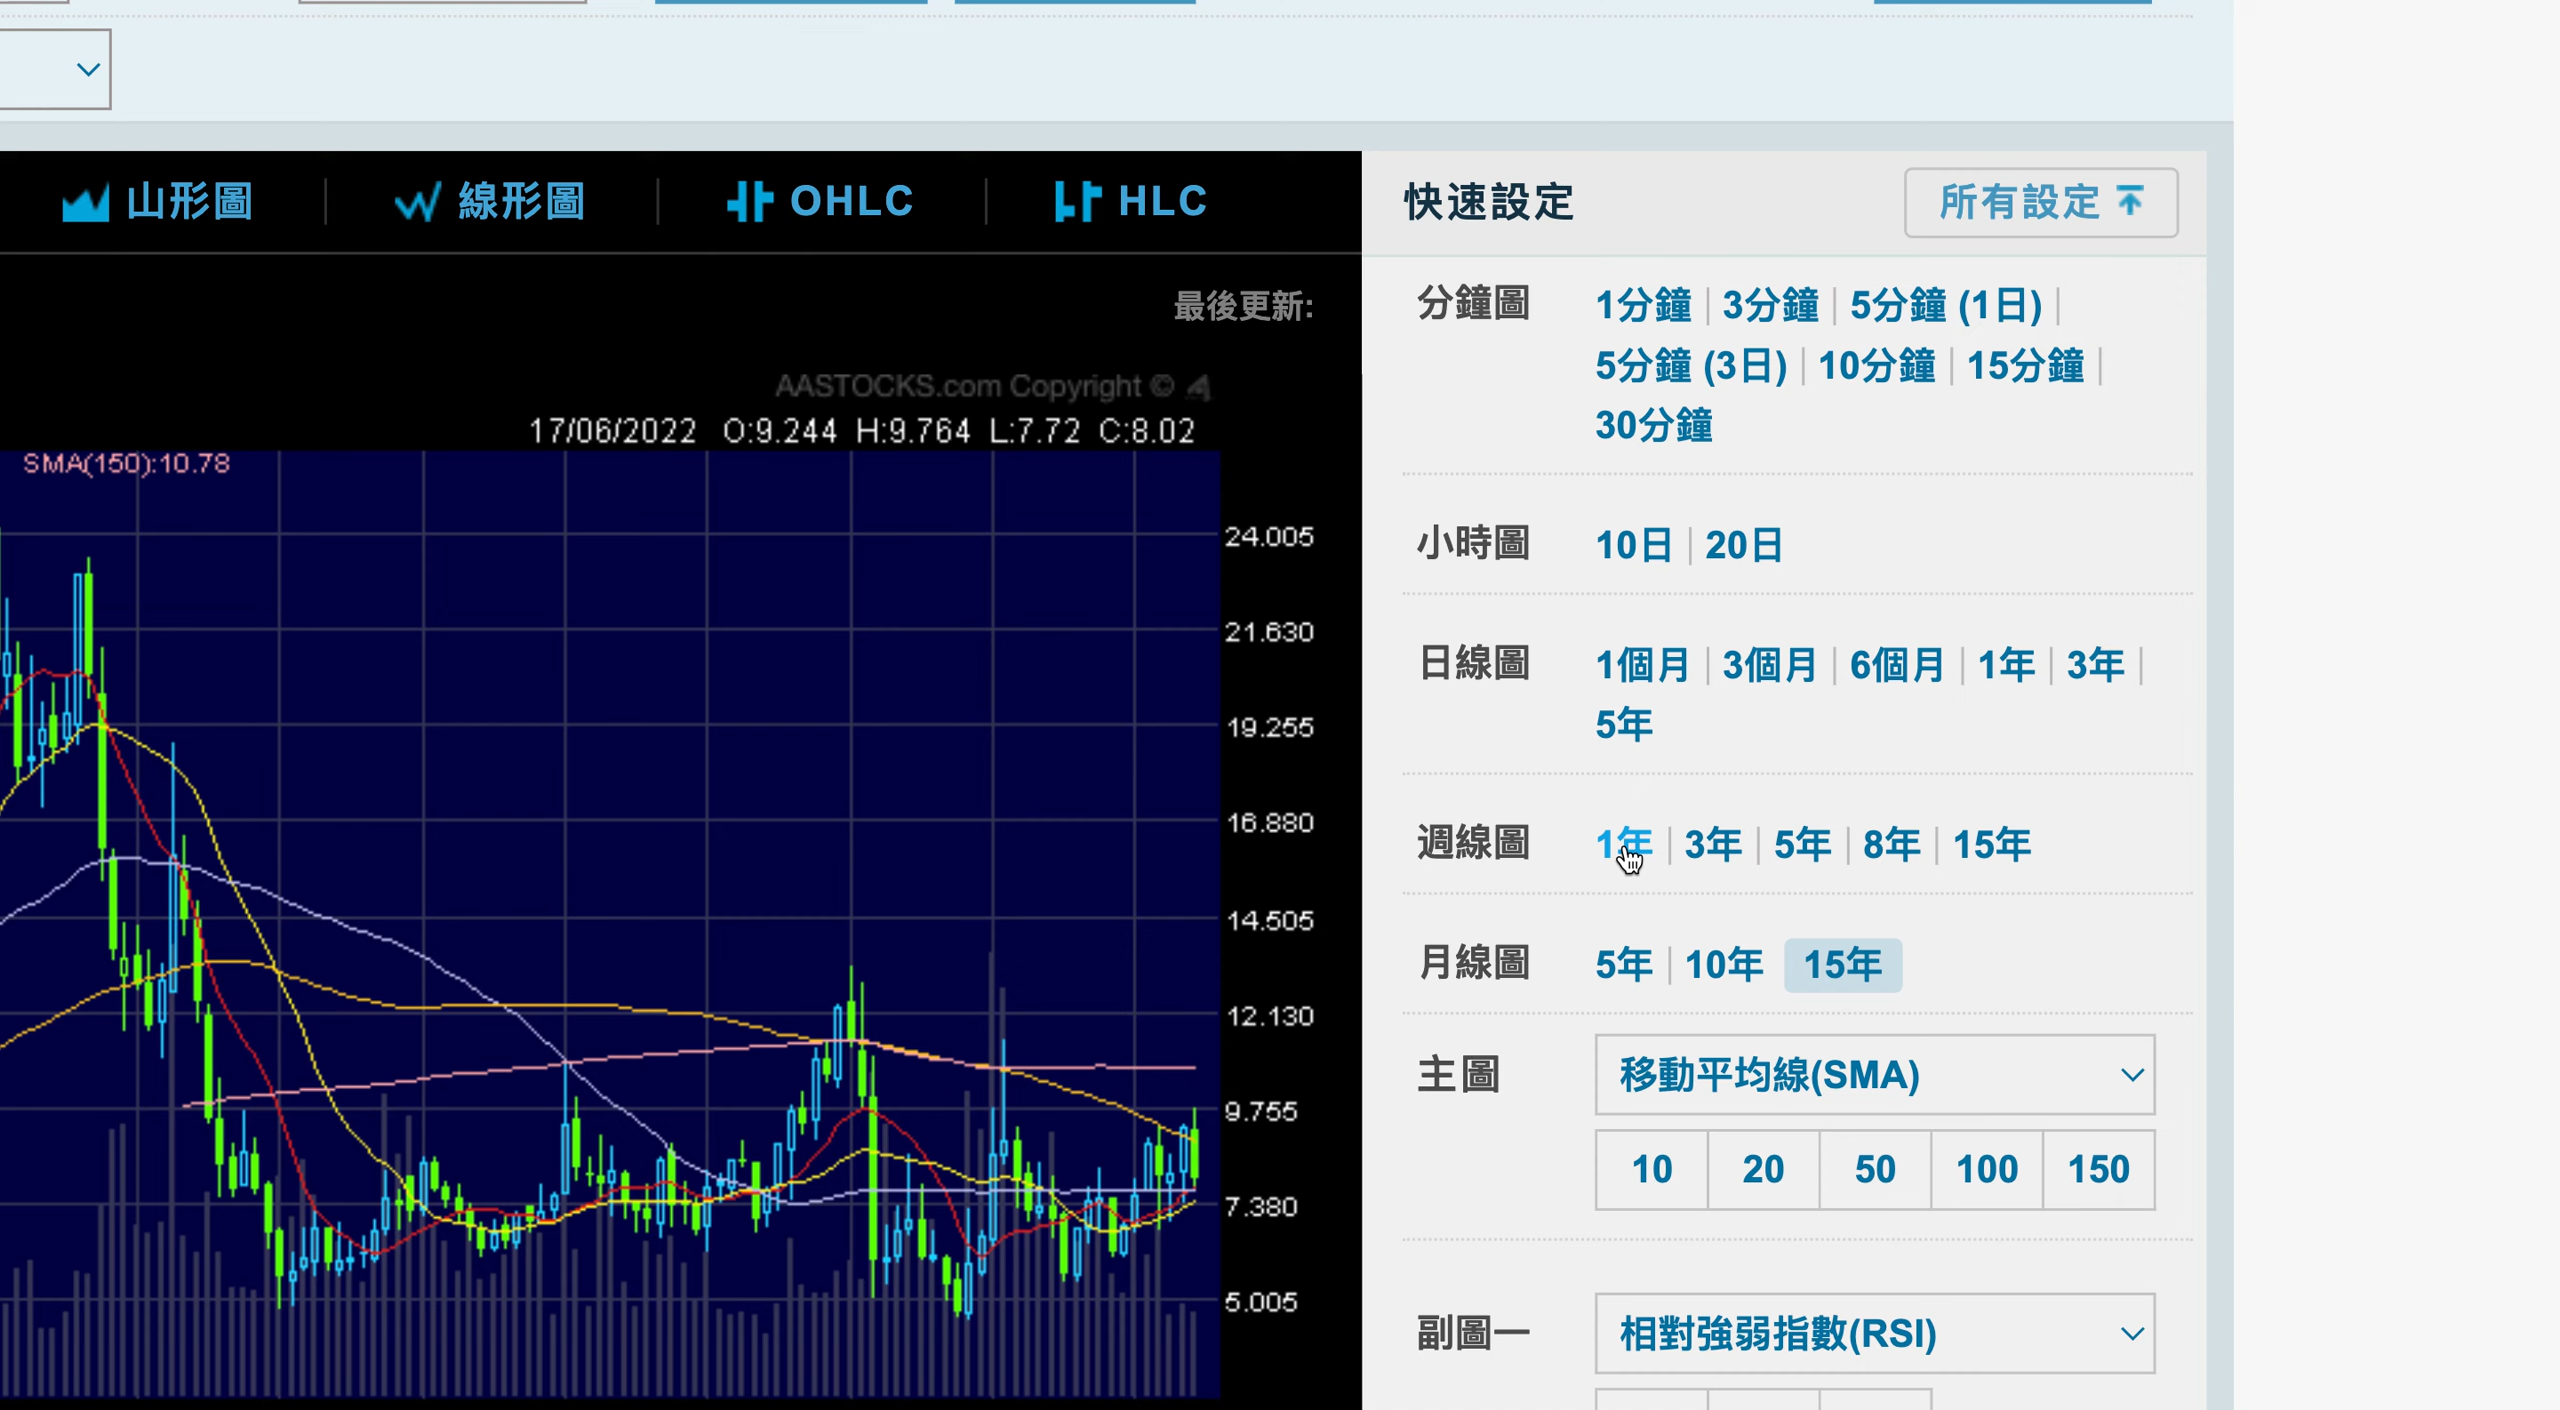 山形圖 線形圖 OHLC HLC
最後更新:
AASTOCKS.com Copyright ©
17/06/2022 O:9.244 H:9.764 L:7.72 C:8.02
SMA(150):10.78
24.005
21.630
19.255
16.880
14.505
12.130
9.755
7.380
5.005
快速設定 所有設定
分鐘圖 1分鐘 3分鐘 5分鐘 (1日)
5分鐘 (3日) 10分鐘 15分鐘
30分鐘
小時圖 10日 20日
日線圖 1個月 3個月 6個月 1年 3年
5年
週線圖 1年 3年 5年 8年 15年
月線圖 5年 10年 15年
主圖 移動平均線(SMA)
10 20 50 100 150
副圖一 相對強弱指數(RSI)